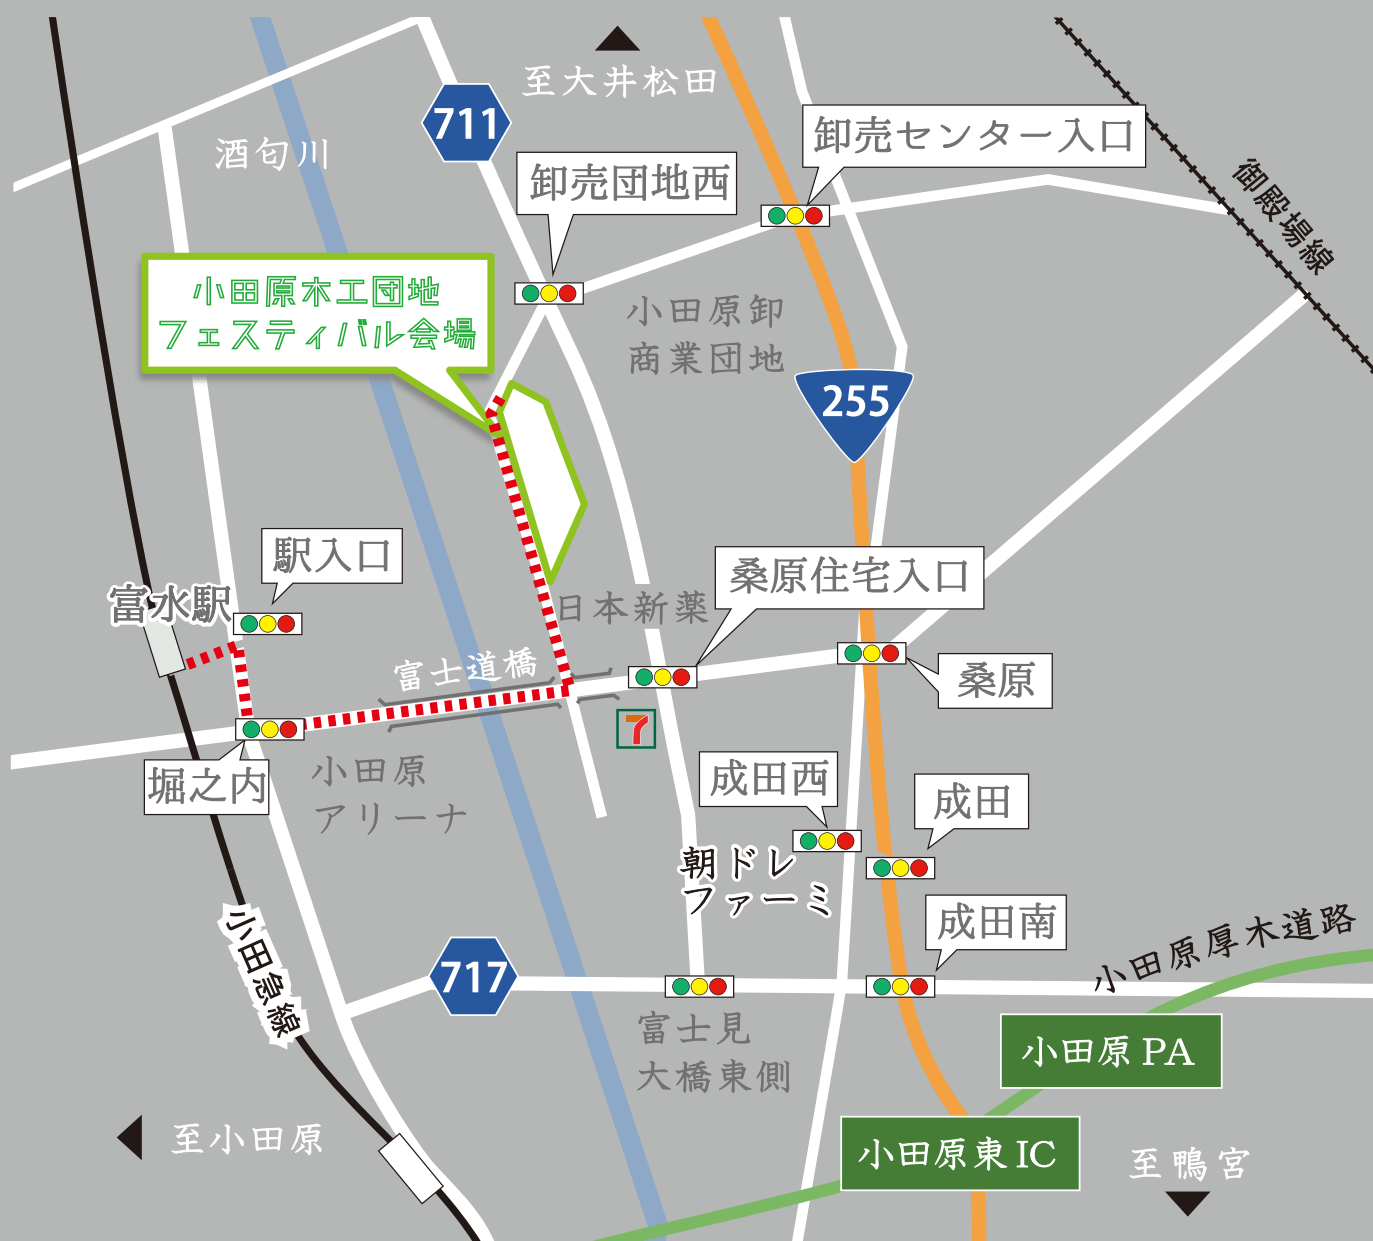 至大井松田
711
酒匂川
卸売センター入口
卸売団地西
御殿場線
小田原木工団地
フェスティバル会場
小田原卸
商業団地
255
駅入口
桑原住宅入口
富水駅
日本新薬
富士道橋
桑原
7
堀之内
小田原
アリーナ
成田西
成田
朝ドレ
ファーミ
成田南
小田急線
717
小田原厚木道路
富士見
大橋東側
小田原PA
至小田原
小田原東IC
至鴨宮